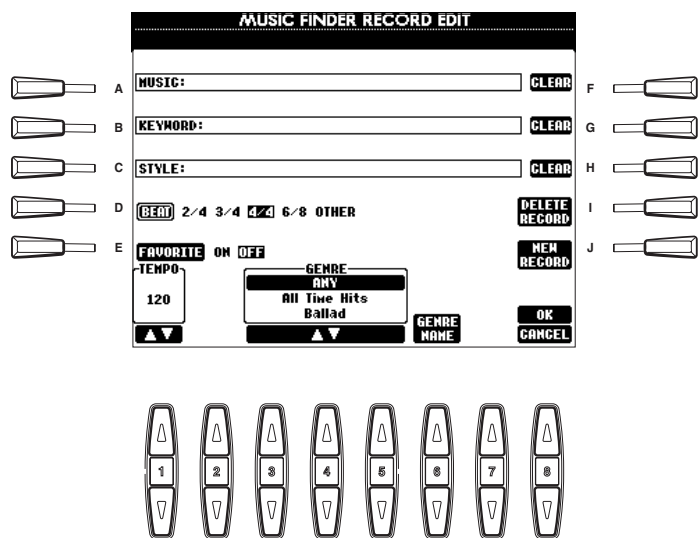 MUSIC FINDER RECORD EDIT
A MUSIC: CLEAR F
B KEYWORD: CLEAR G
C STYLE: CLEAR H
D BEAT 2/4 3/4 4/4 6/8 OTHER DELETE RECORD I
E FAVORITE ON OFF NEW RECORD J
TEMPO GENRE
ANY
120 All Time Hits
Ballad
GENRE NAME
OK
CANCEL
1 2 3 4 5 6 7 8